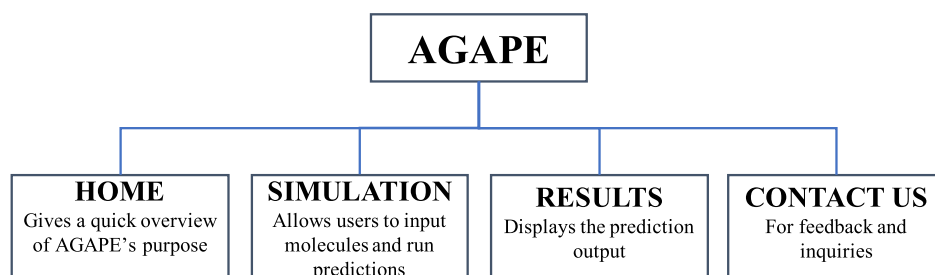 AGAPE
HOME
Gives a quick overview
of AGAPE’s purpose
SIMULATION
Allows users to input
molecules and run
predictions
RESULTS
Displays the prediction
output
CONTACT US
For feedback and
inquiries